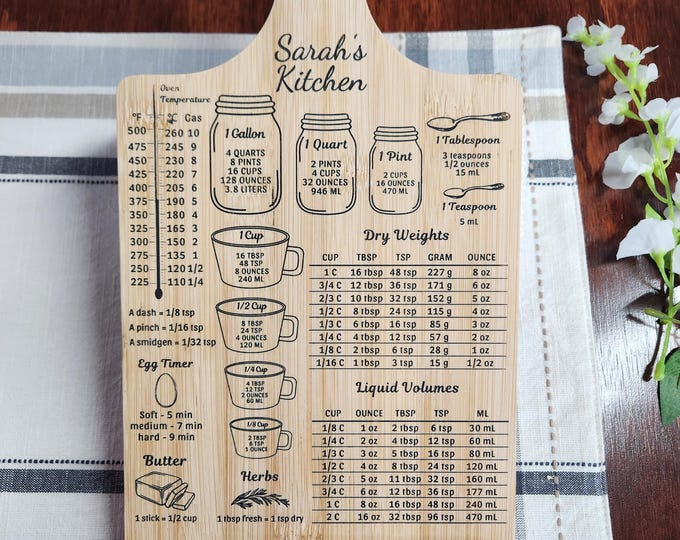 Sarah's
Kitchen
Oven
Temperature
°F °C Gas
500 260 10
475 245 9
450 230 8
425 220 7
400 205 6
375 190 5
350 180 4
325 165 3
300 150 2
275 135 1
250 120 1/2
225 110 1/4
1 Gallon
4 QUARTS
8 PINTS
16 CUPS
128 OUNCES
3.8 LITERS
1 Quart
2 PINTS
4 CUPS
32 OUNCES
946 ML
1 Pint
2 CUPS
16 OUNCES
470 ML
1 Tablespoon
3 teaspoons
1/2 ounces
15 mL
1 Teaspoon
5 mL
1 Cup
16 TBSP
48 TSP
8 OUNCES
240 ML
1/2 Cup
8 TBSP
24 TSP
4 OUNCES
120 ML
1/4 Cup
4 TBSP
12 TSP
2 OUNCES
60 ML
1/8 Cup
2 TBSP
6 TSP
1 OUNCE
A dash = 1/8 tsp
A pinch = 1/16 tsp
A smidgen = 1/32 tsp
Egg Timer
Soft - 5 min
medium - 7 min
hard - 9 min
Butter
1 stick = 1/2 cup
Herbs
1 tbsp fresh = 1 tsp dry
Dry Weights
CUP TBSP TSP GRAM OUNCE
1 C 16 tbsp 48 tsp 227 g 8 oz
3/4 C 12 tbsp 36 tsp 171 g 6 oz
2/3 C 10 tbsp 32 tsp 152 g 5 oz
1/2 C 8 tbsp 24 tsp 115 g 4 oz
1/3 C 6 tbsp 16 tsp 85 g 3 oz
1/4 C 4 tbsp 12 tsp 57 g 2 oz
1/8 C 2 tbsp 6 tsp 28 g 1 oz
1/16 C 1 tbsp 3 tsp 15 g 1/2 oz
Liquid Volumes
CUP OUNCE TBSP TSP ML
1/8 C 1 oz 2 tbsp 6 tsp 30 mL
1/4 C 2 oz 4 tbsp 12 tsp 60 mL
1/3 C 3 oz 5 tbsp 16 tsp 80 mL
1/2 C 4 oz 8 tbsp 24 tsp 120 mL
2/3 C 5 oz 11 tbsp 32 tsp 160 mL
3/4 C 6 oz 12 tbsp 36 tsp 177 mL
1 C 8 oz 16 tbsp 48 tsp 240 mL
2 C 16 oz 32 tbsp 96 tsp 470 mL